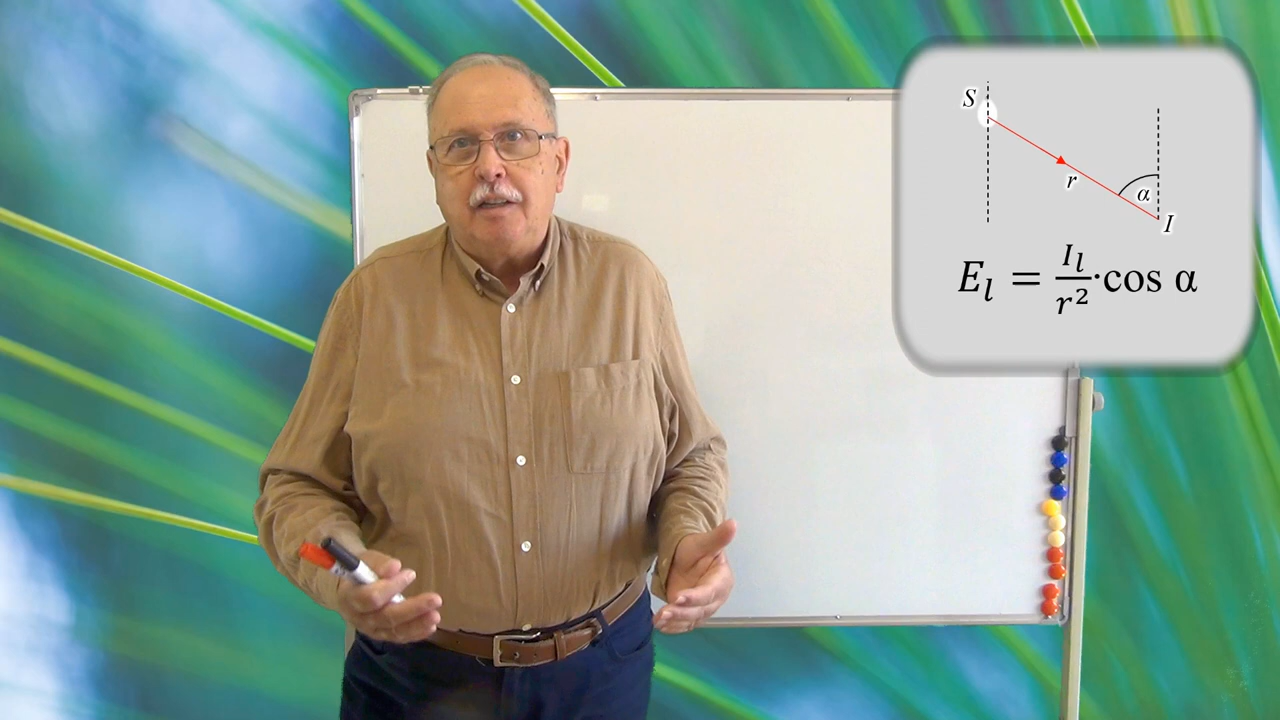 S
r
α
I
E_l = I_l/r²·cos α